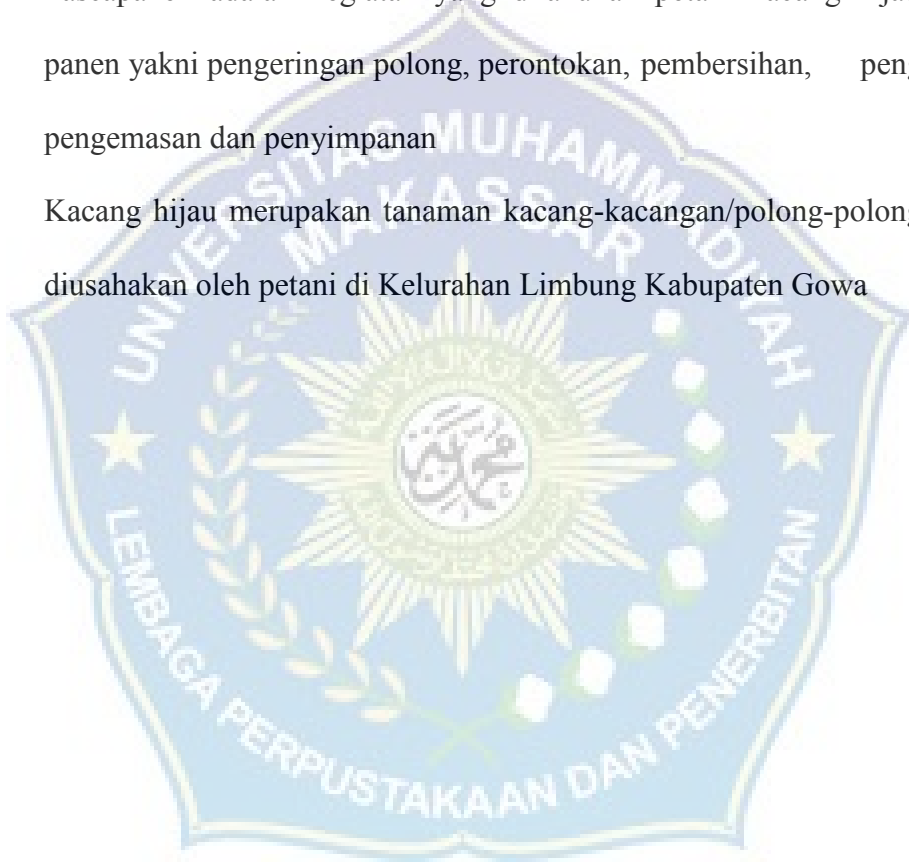 panen yakni pengeringan polong, perontokan, pembersihan, peng
pengemasan dan penyimpanan
Kacang hijau merupakan tanaman kacang-kacangan/polong-polong
diusahakan oleh petani di Kelurahan Limbung Kabupaten Gowa
UNIVERSITAS MUHAMMADIYAH
MAKASSAR
LEMBAGA PERPUSTAKAAN DAN PENERBITAN